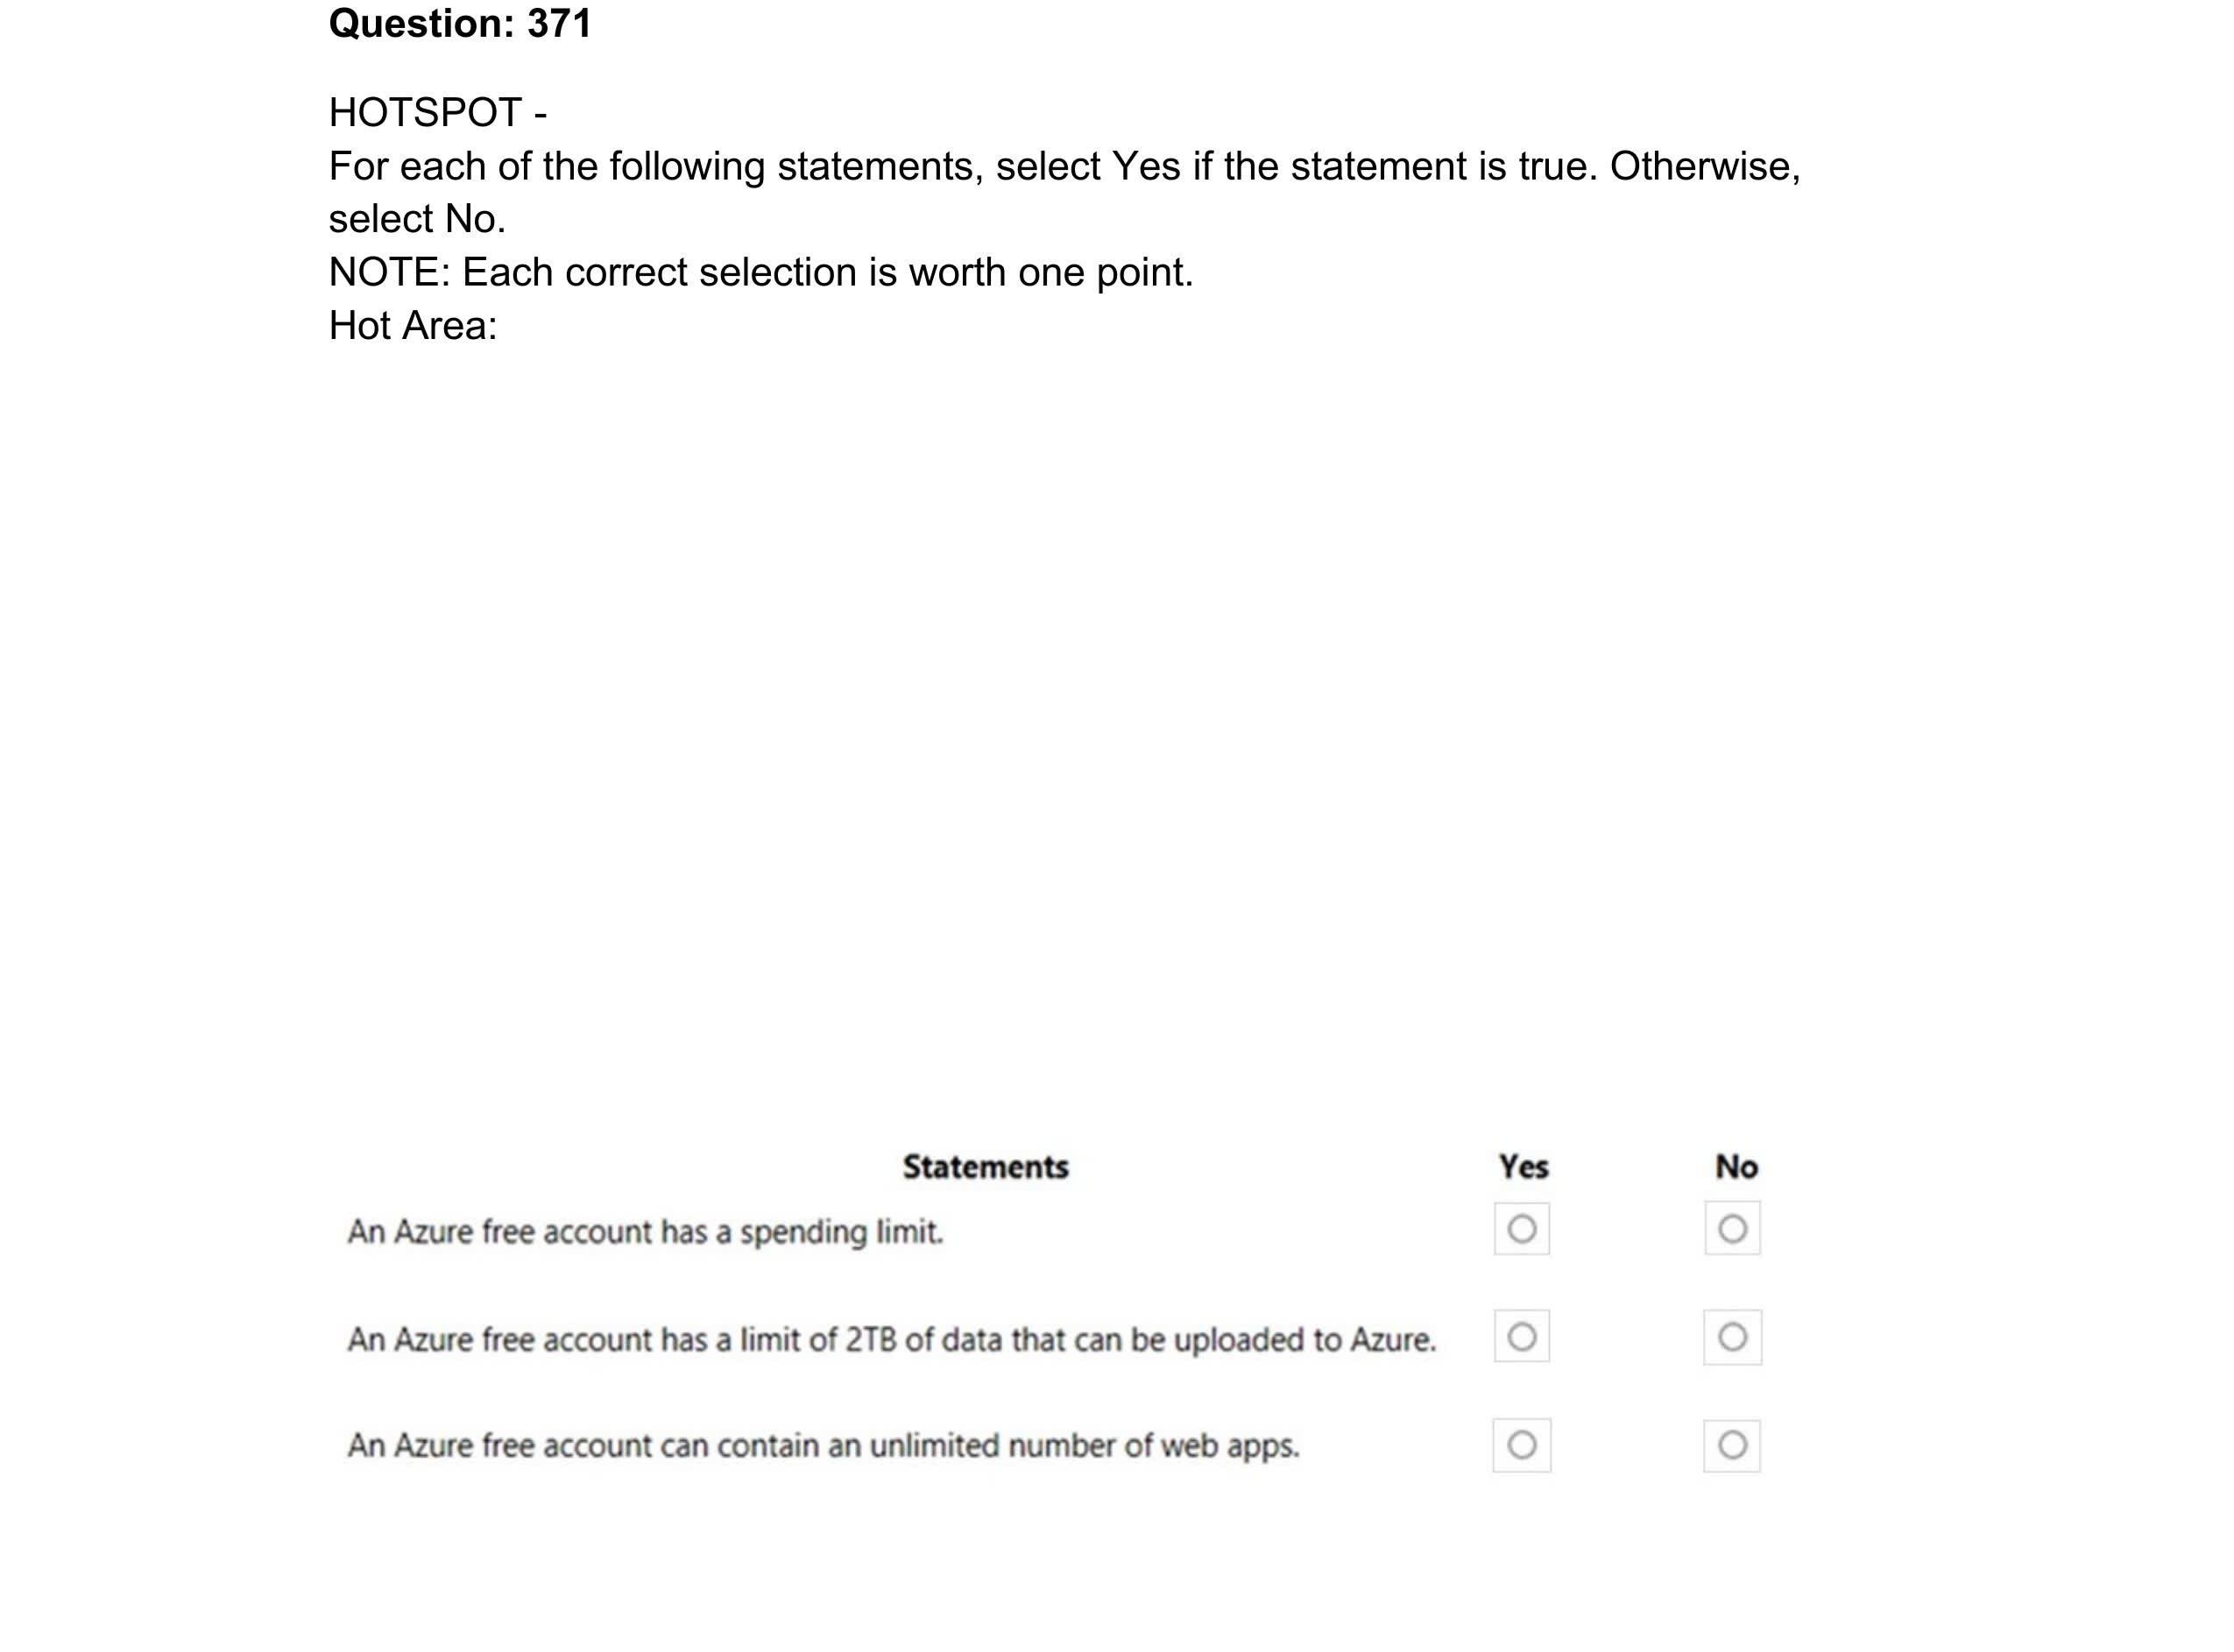 Question: 371
HOTSPOT -
For each of the following statements, select Yes if the statement is true. Otherwise,
select No.
NOTE: Each correct selection is worth one point.
Hot Area:
Statements Yes No
An Azure free account has a spending limit.
An Azure free account has a limit of 2TB of data that can be uploaded to Azure.
An Azure free account can contain an unlimited number of web apps.